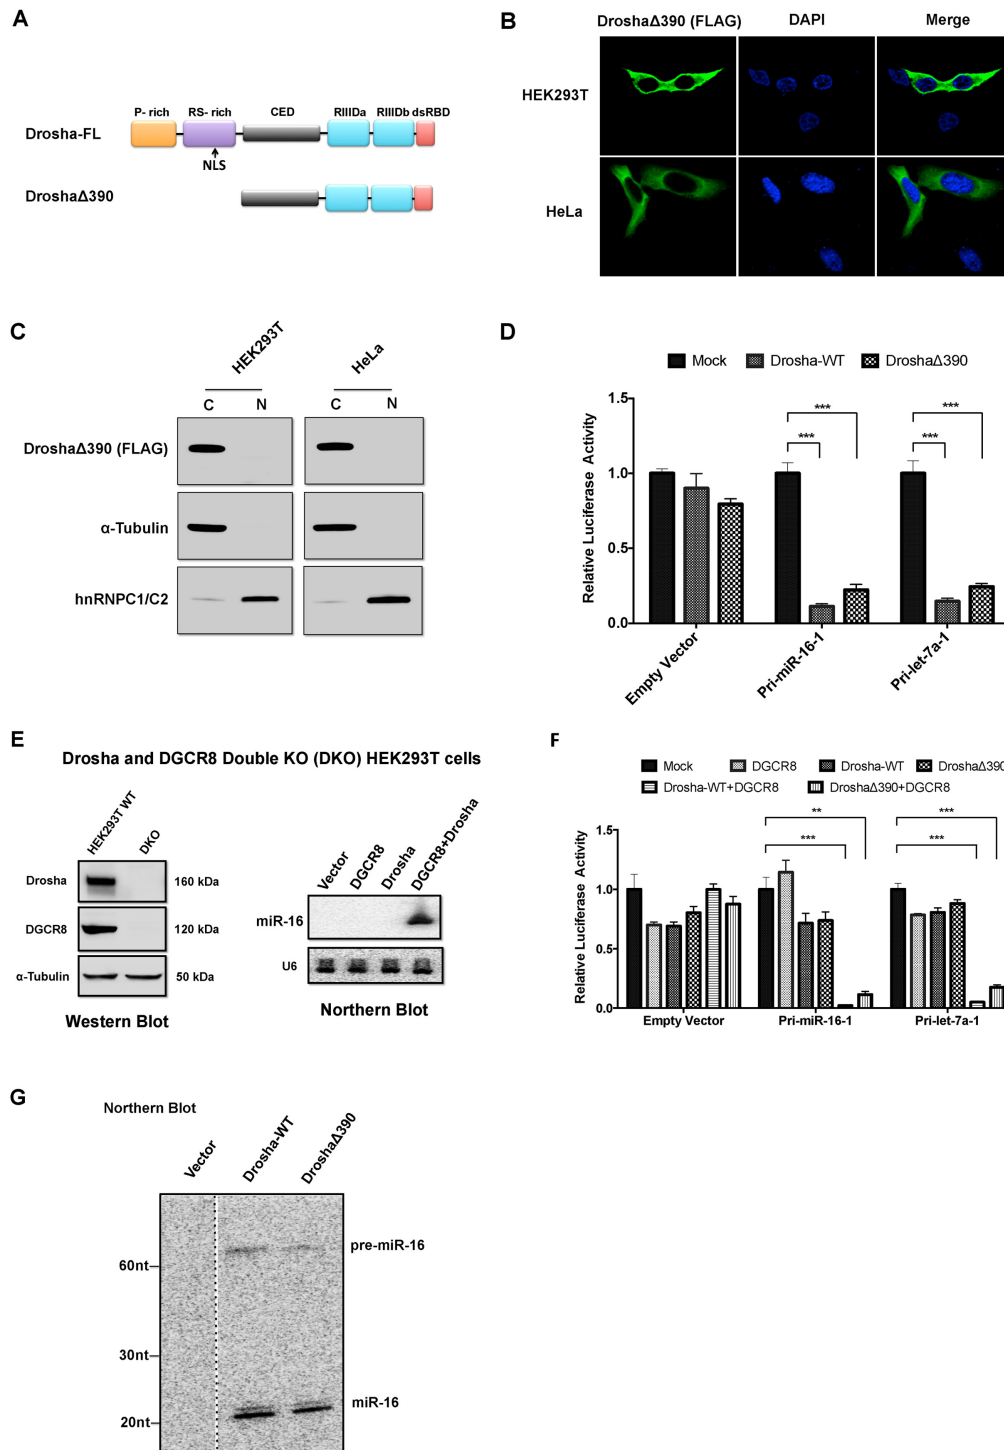 A
P- rich RS- rich CED RIIIDa RIIIDb dsRBD
Drosha-FL
NLS
DroshaΔ390
B
DroshaΔ390 (FLAG) DAPI Merge
HEK293T
HeLa
C
HEK293T HeLa
C N C N
DroshaΔ390 (FLAG)
α-Tubulin
hnRNPC1/C2
D
Mock Drosha-WT DroshaΔ390
Relative Luciferase Activity
1.5
1.0
0.5
0.0
*** *** *** ***
Empty Vector Pri-miR-16-1 Pri-let-7a-1
E
Drosha and DGCR8 Double KO (DKO) HEK293T cells
HEK293T WT DKO
Drosha 160 kDa
DGCR8 120 kDa
α-Tubulin 50 kDa
Western Blot
Vector DGCR8 Drosha DGCR8+Drosha
miR-16
U6
Northern Blot
F
Mock DGCR8 Drosha-WT DroshaΔ390
Drosha-WT+DGCR8 DroshaΔ390+DGCR8
Relative Luciferase Activity
1.5
1.0
0.5
0.0
** *** *** ***
Empty Vector Pri-miR-16-1 Pri-let-7a-1
G
Northern Blot
Vector Drosha-WT DroshaΔ390
pre-miR-16
60nt
30nt
miR-16
20nt